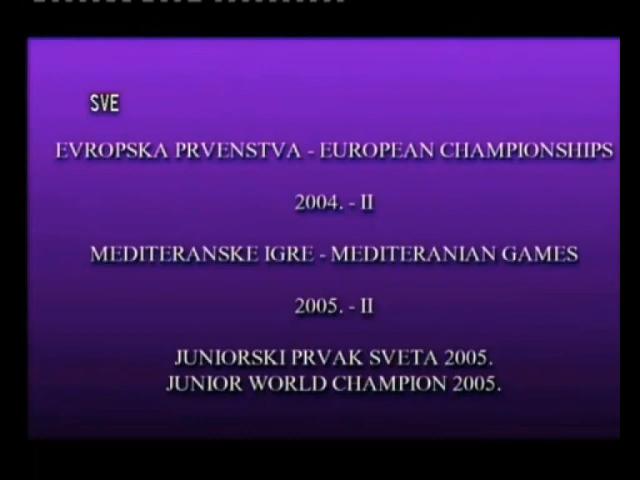 SVE
EVROPSKA PRVENSTVA - EUROPEAN CHAMPIONSHIPS
2004. - II
MEDITERANSKE IGRE - MEDITERANIAN GAMES
2005. - II
JUNIORSKI PRVAK SVETA 2005.
JUNIOR WORLD CHAMPION 2005.